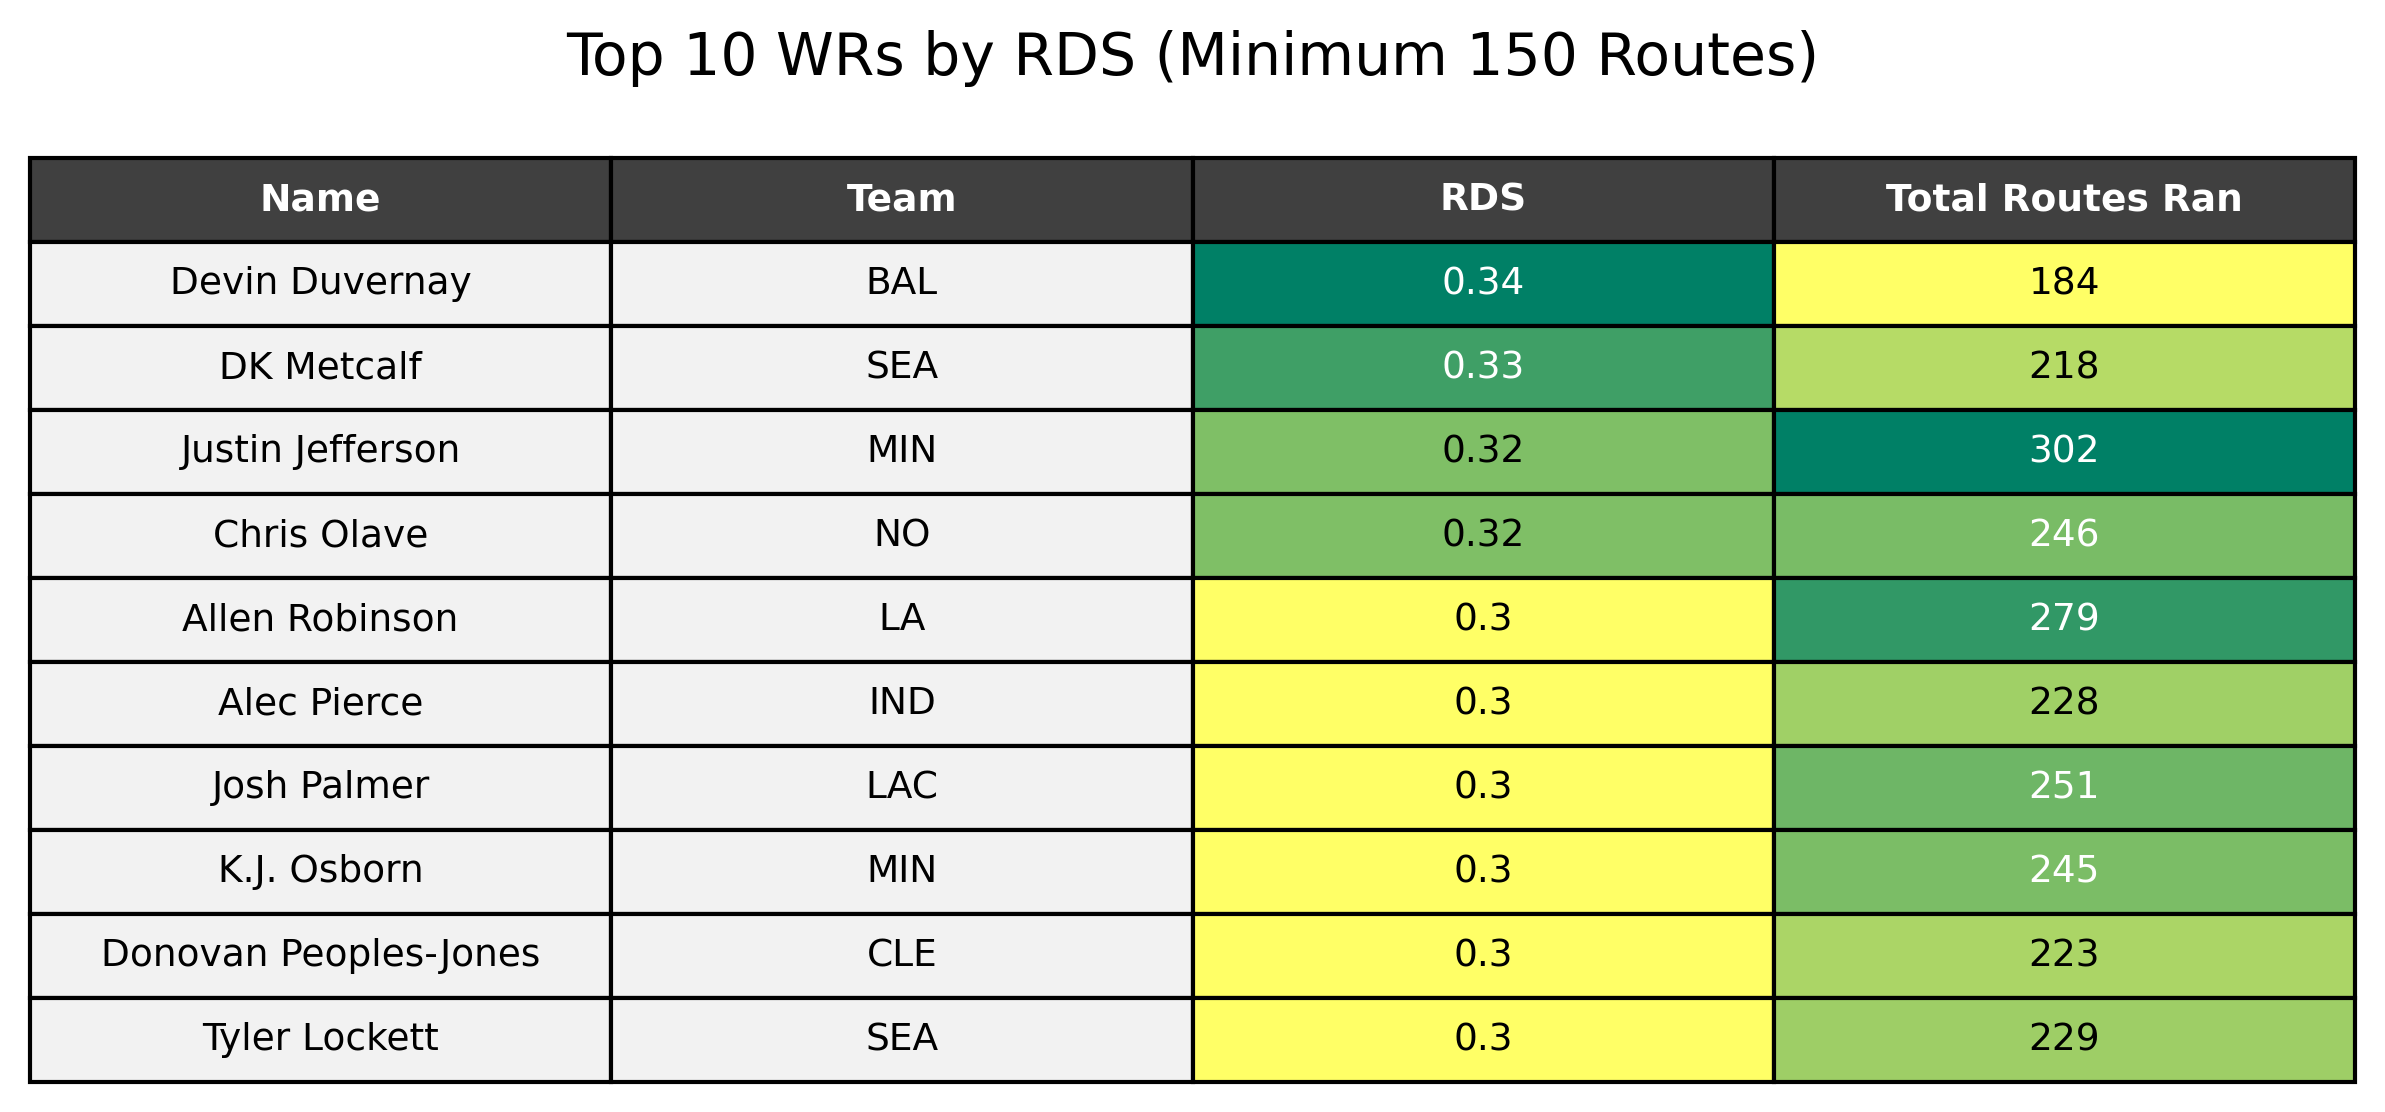 Top 10 WRs by RDS (Minimum 150 Routes)
Name Team RDS Total Routes Ran
Devin Duvernay BAL 0.34 184
DK Metcalf SEA 0.33 218
Justin Jefferson MIN 0.32 302
Chris Olave NO 0.32 246
Allen Robinson LA 0.3 279
Alec Pierce IND 0.3 228
Josh Palmer LAC 0.3 251
K.J. Osborn MIN 0.3 245
Donovan Peoples-Jones CLE 0.3 223
Tyler Lockett SEA 0.3 229